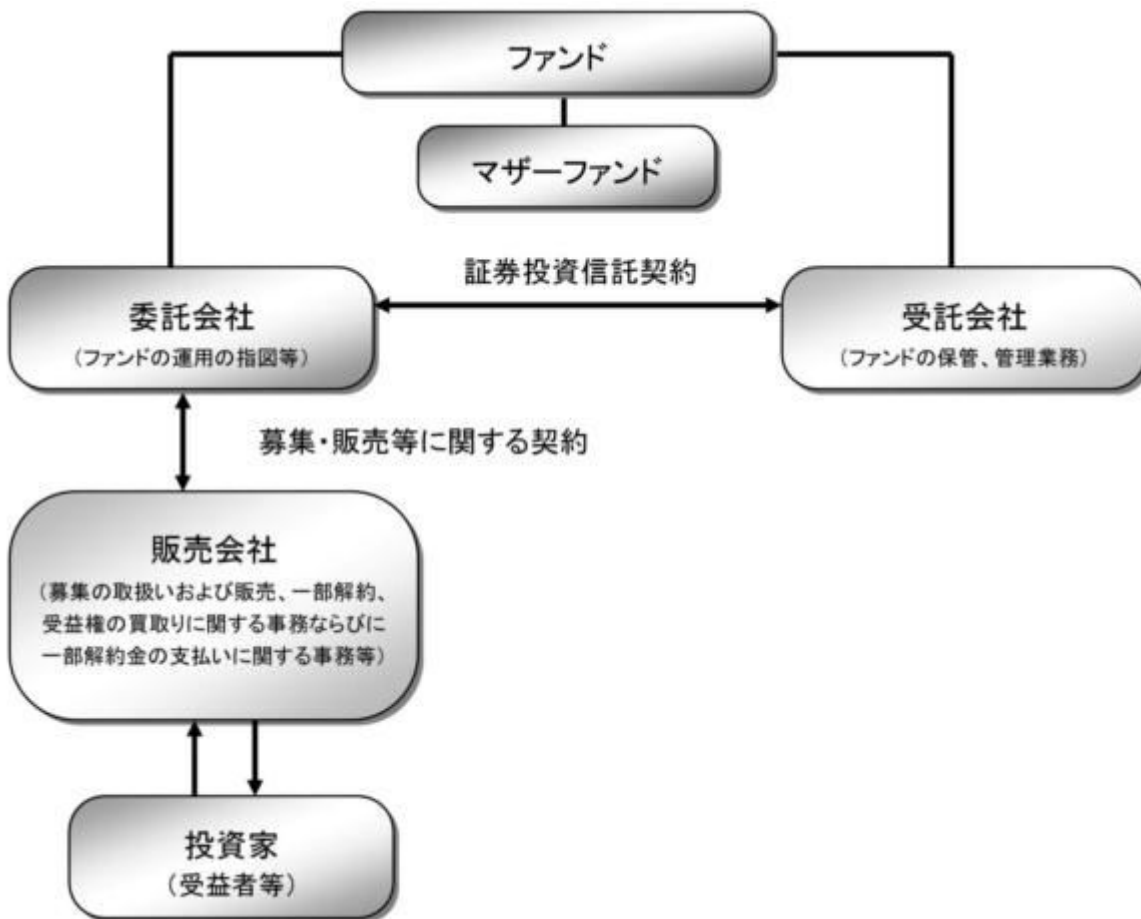 ファンド
マザーファンド
証券投資信託契約
委託会社
（ファンドの運用の指図等）
受託会社
（ファンドの保管、管理業務）
募集・販売等に関する契約
販売会社
（募集の取扱いおよび販売、一部解約、
受益権の買取りに関する事務ならびに
一部解約金の支払いに関する事務等）
投資家
（受益者等）